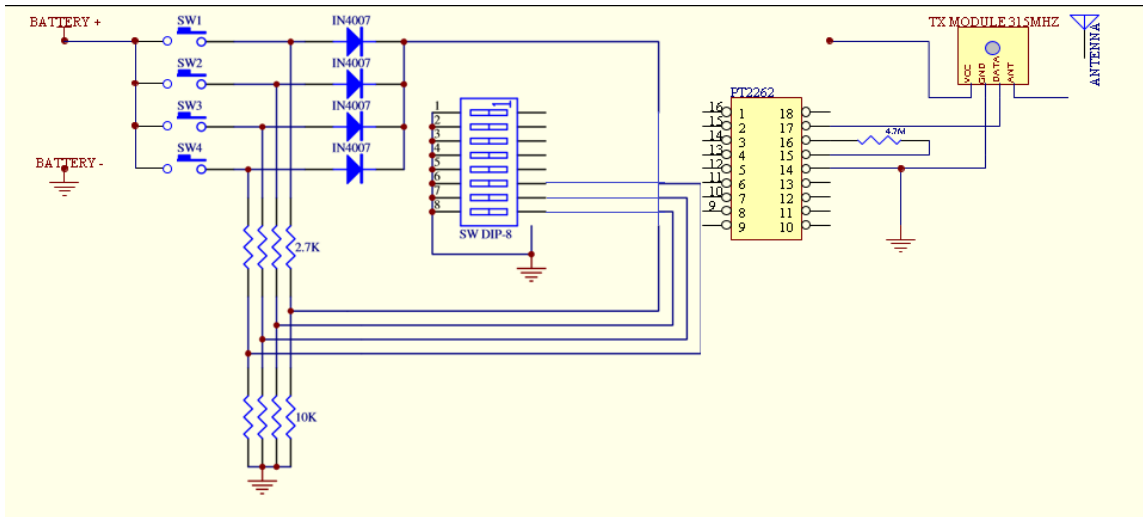 BATTERY +
SW1
IN4007
TX MODULE 315MHZ
VCC
GND
DATA
ANT
ANTENNA
SW2
IN4007
SW3
IN4007
SW4
IN4007
BATTERY -
1
2
3
4
5
6
7
8
1
SW DIP-8
PT2262
16
15
14
13
12
11
10
9
1
2
3
4
5
6
7
8
9
18
17
16
15
14
13
12
11
10
4.7M
2.7K
10K